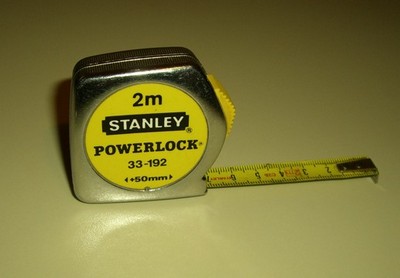 2m
STANLEY®
POWERLOCK®
33-192
+50mm